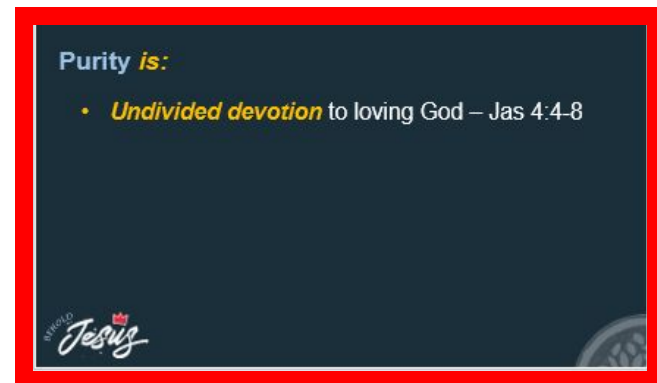 Purity is:
• Undivided devotion to loving God – Jas 4:4-8
BEHOLD
Jesus